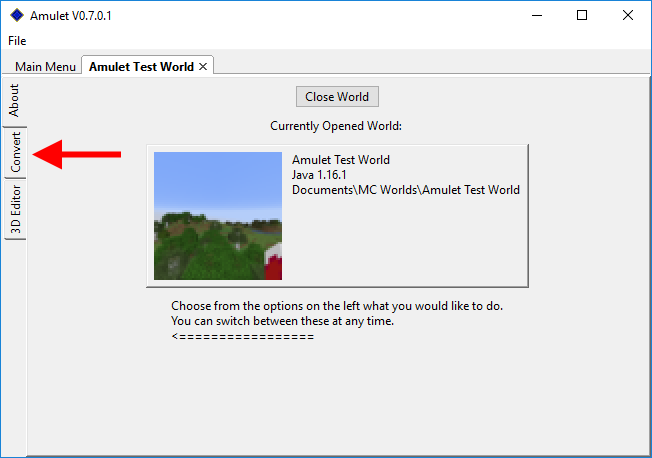 Amulet V0.7.0.1
File
Main Menu
Amulet Test World
About
Convert
3D Editor
Close World
Currently Opened World:
Amulet Test World
Java 1.16.1
Documents\MC Worlds\Amulet Test World
Choose from the options on the left what you would like to do.
You can switch between these at any time.
<=================